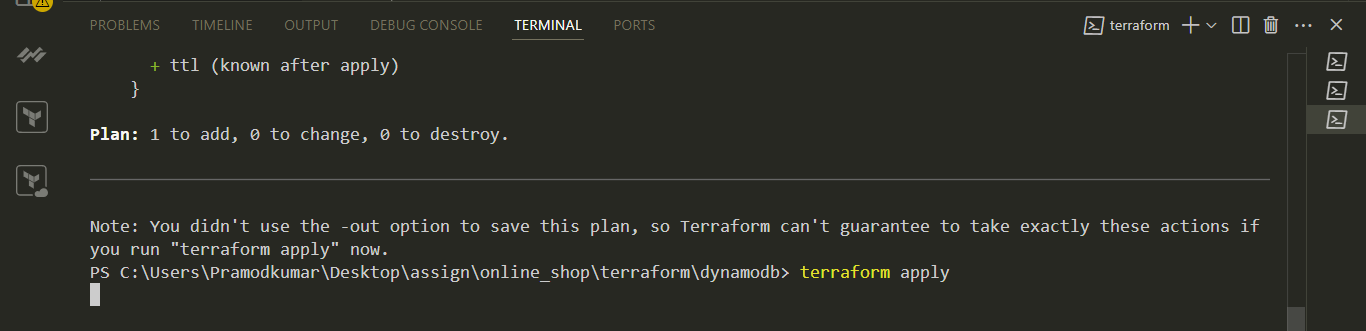 PROBLEMS TIMELINE OUTPUT DEBUG CONSOLE TERMINAL PORTS terraform
+ ttl (known after apply)
}
Plan: 1 to add, 0 to change, 0 to destroy.
Note: You didn't use the -out option to save this plan, so Terraform can't guarantee to take exactly these actions if
you run "terraform apply" now.
PS C:\Users\Pramodkumar\Desktop\assign\online_shop\terraform\dynamodb> terraform apply